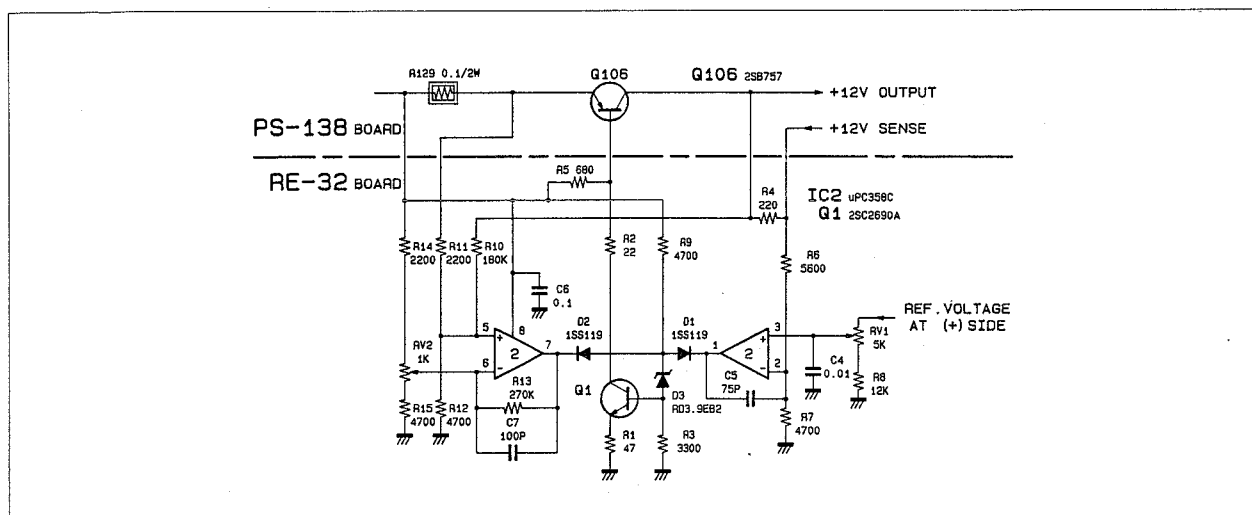 R129 0.1/2W
Q106
Q106 2SB757
+12V OUTPUT
PS-138 BOARD
+12V SENSE
RE-32 BOARD
R5 680
R4
220
IC2 uPC358C
Q1 2SC2690A
R14
2200
R11
2200
R10
180K
R2
22
R9
4700
R6
5600
C6
0.1
REF.VOLTAGE
AT (+) SIDE
D2
1SS119
D1
1SS119
RV1
5K
5
8
7
2
1
2
3
RV2
1K
6
2
C4
0.01
R13
270K
Q1
C5
75P
R8
12K
D3
RD3.9EB2
R15
4700
R12
4700
C7
100P
R1
47
R3
3300
R7
4700